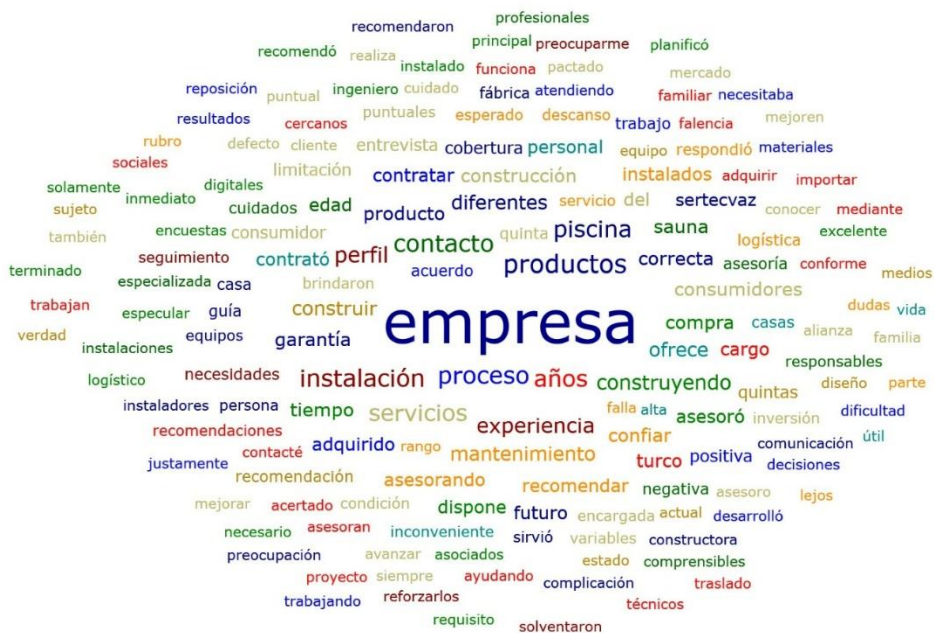 profesionales
recomendaron principal preocuparme planificó
recomendó realiza instalado funciona pactado mercado
reposición puntual ingeniero cuidado fábrica atendiendo familiar necesitaba
resultados cercanos puntuales esperado descanso trabajo falencia mejoren
rubro defecto cliente entrevista cobertura personal equipo respondió materiales
sociales limitación contratar construcción instalados adquirir importar
solamente inmediato digitales cuidados edad producto diferentes servicio del sertecvaz conocer mediante
sujeto encuestas consumidor contacto quinta piscina sauna logística excelente
también seguimiento contrató perfil acuerdo productos correcta asesoría conforme medios
terminado especializada casa brindaron consumidores
trabajan especular guía construir empresa compra casas dudas vida
verdad equipos garantía ofrece cargo alianza familia
instalaciones responsables
logístico necesidades instalación proceso años construyendo quintas diseño parte
instaladores persona tiempo servicios falla alta asesoró inversión dificultad
recomendaciones experiencia confiar comunicación útil
justamente contacté adquirido rango mantenimiento turco positiva decisiones
recomendación asesorando recomendar negativa asesoro lejos
mejorar acertado condición dispone futuro encargada actual desarrolló
necesario asesoran inconveniente sirvió variables constructora
preocupación avanzar asociados estado comprensibles
proyecto siempre ayudando complicación traslado
trabajando reforzarlos técnicos
requisito solventaron